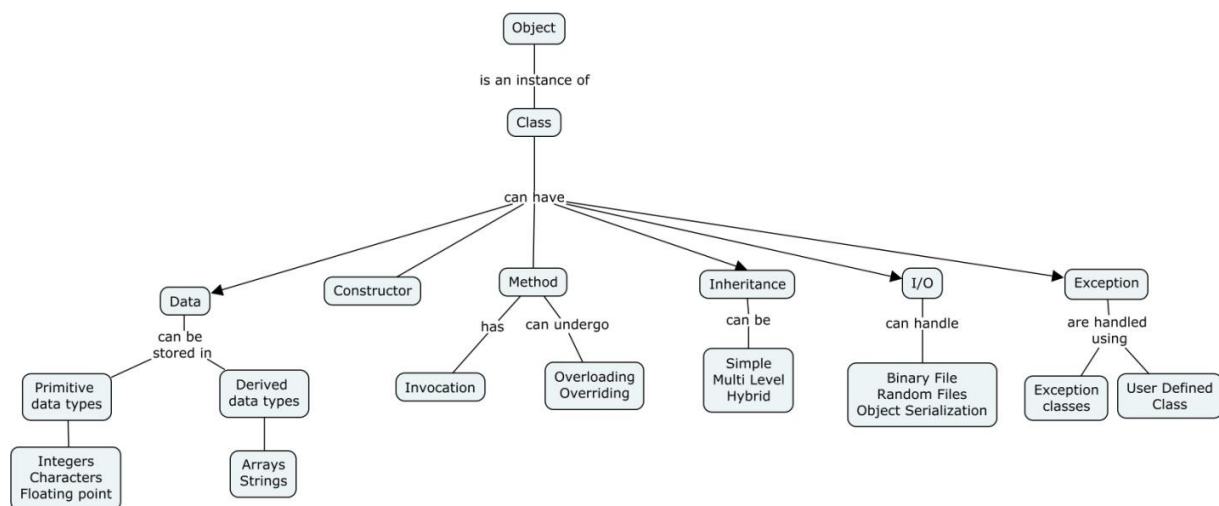 Object
is an instance of
Class
can have
Data
Constructor
Method
Inheritance
I/O
Exception
can be
stored in
has
can undergo
can be
can handle
are handled
using
Primitive
data types
Derived
data types
Invocation
Overloading
Overriding
Simple
Multi Level
Hybrid
Binary File
Random Files
Object Serialization
Exception
classes
User Defined
Class
Integers
Characters
Floating point
Arrays
Strings